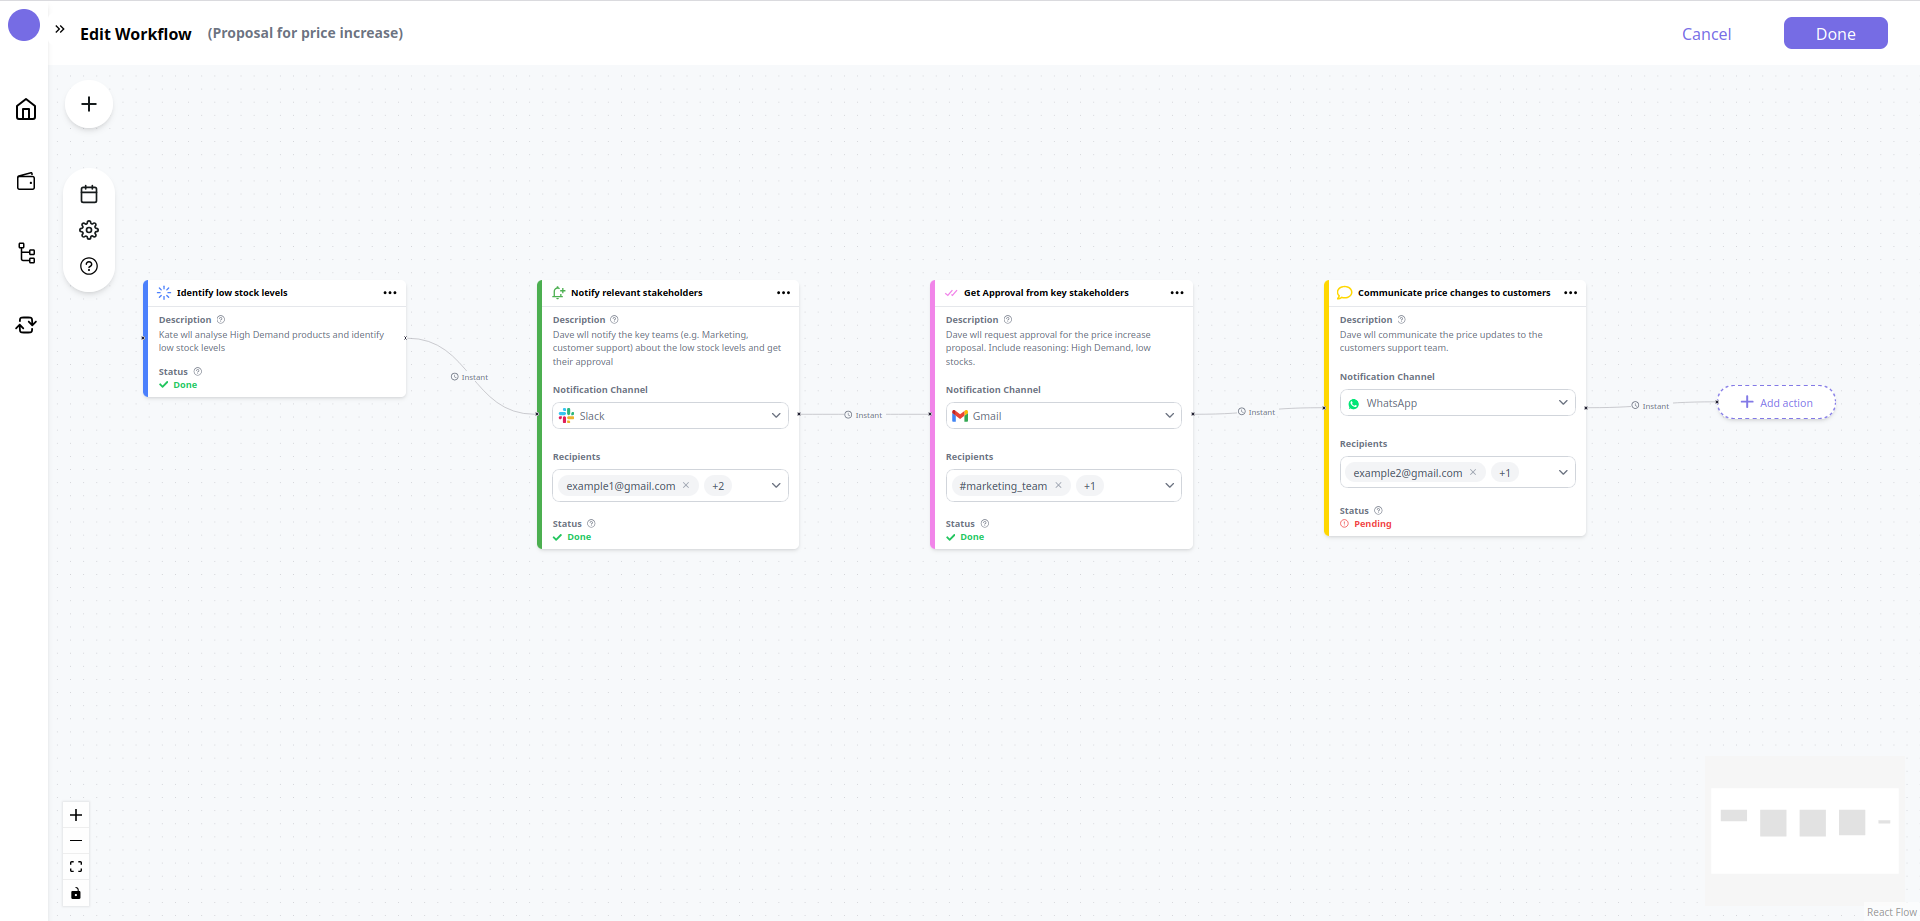 Edit Workflow (Proposal for price increase)
Cancel
Done
Identify low stock levels
Description
Kate wll analyse High Demand products and identify
low stock levels
Status
Done
Instant
Notify relevant stakeholders
Description
Dave wll notify the key teams (e.g. Marketing,
customer support) about the low stock levels and get
their approval
Notification Channel
Slack
Recipients
example1@gmail.com +2
Status
Done
Instant
Get Approval from key stakeholders
Description
Dave wll request approval for the price increase
proposal. Include reasoning: High Demand, low
stocks.
Notification Channel
Gmail
Recipients
#marketing_team +1
Status
Done
Instant
Communicate price changes to customers
Description
Dave wll communicate the price updates to the
customers support team.
Notification Channel
WhatsApp
Recipients
example2@gmail.com +1
Status
Pending
Instant
Add action
React Flow